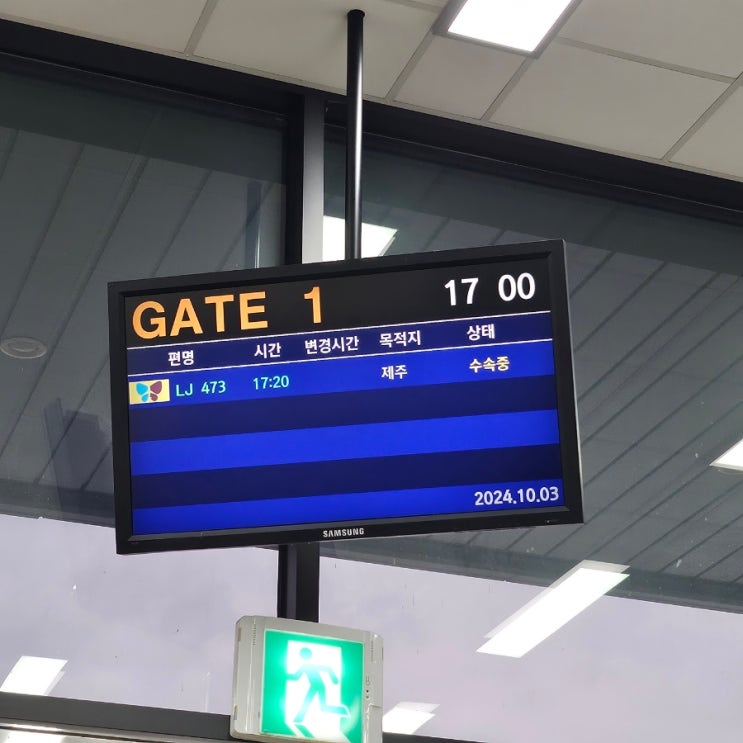 GATE 1 17 00
편명 시간 변경시간 목적지 상태
LJ 473 17:20 제주 수속중
2024.10.03
SAMSUNG